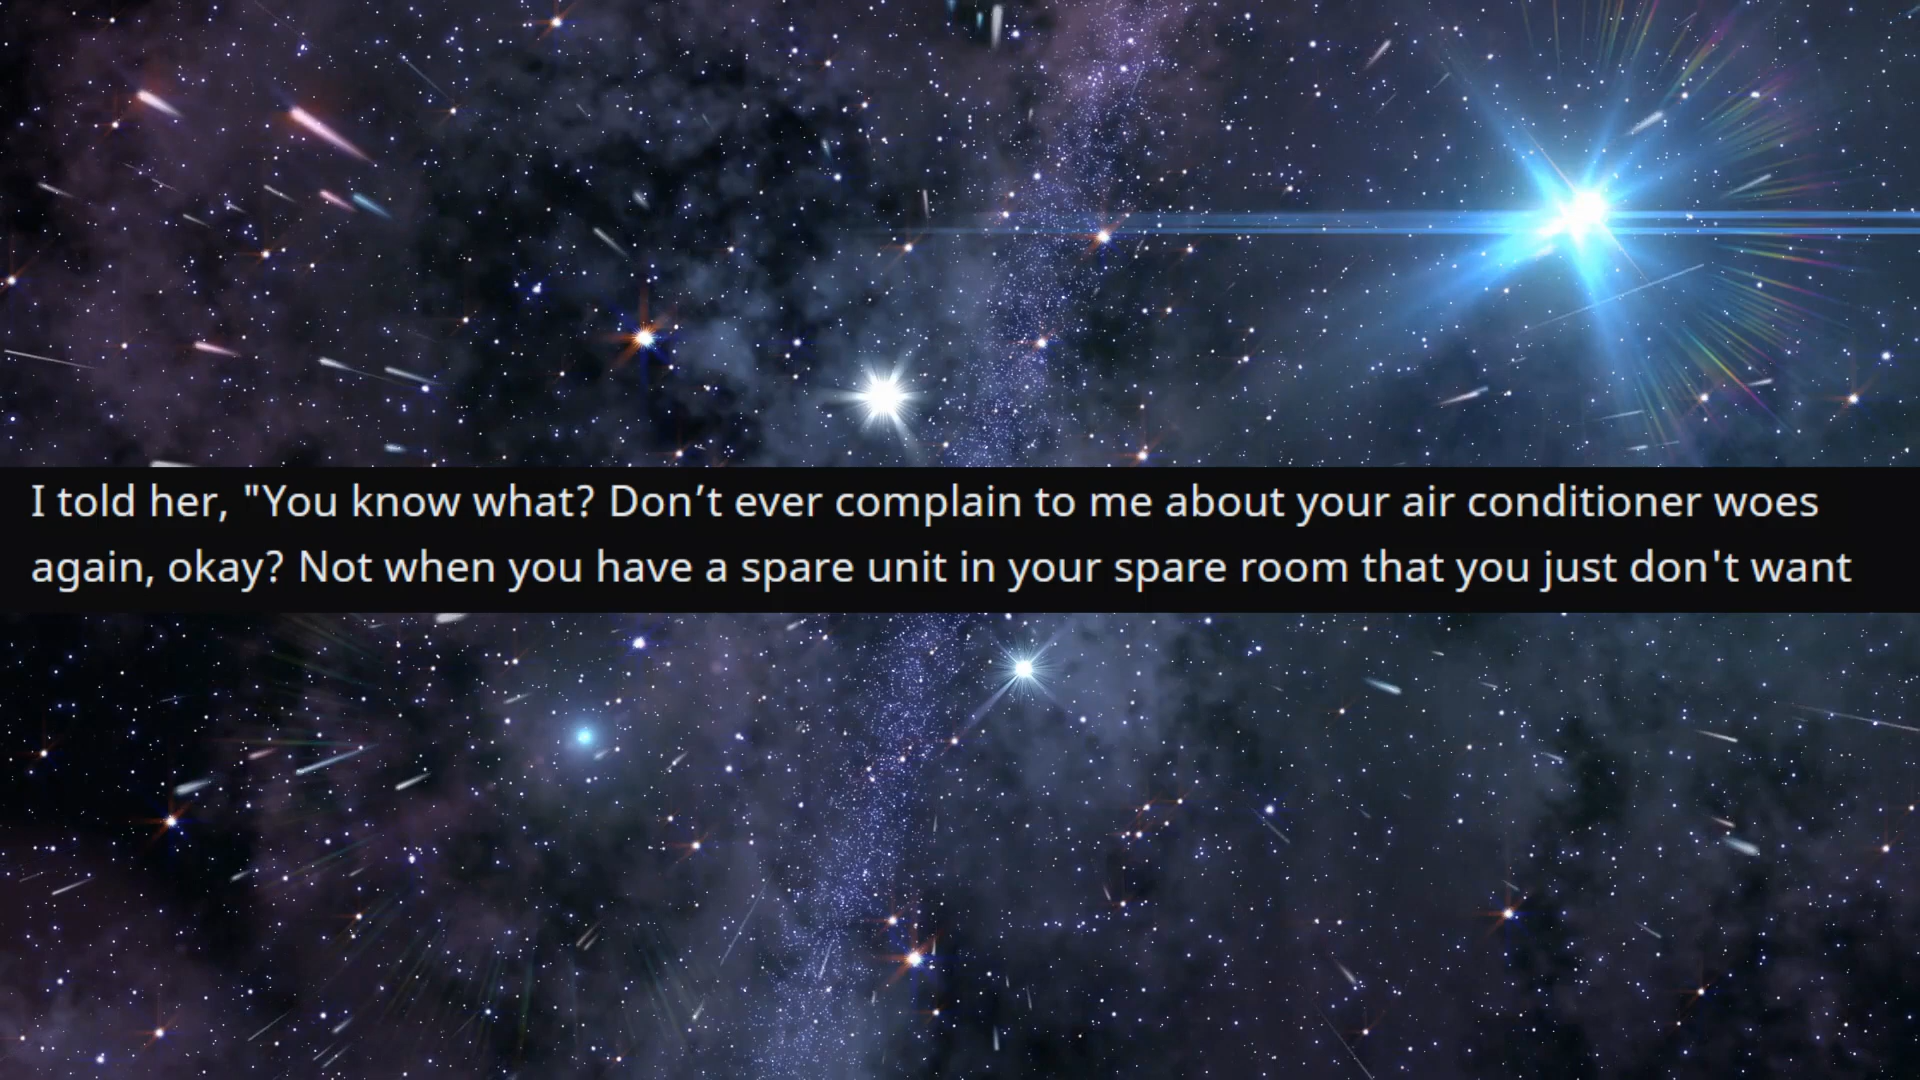 I told her, "You know what? Don’t ever complain to me about your air conditioner woes
again, okay? Not when you have a spare unit in your spare room that you just don't want